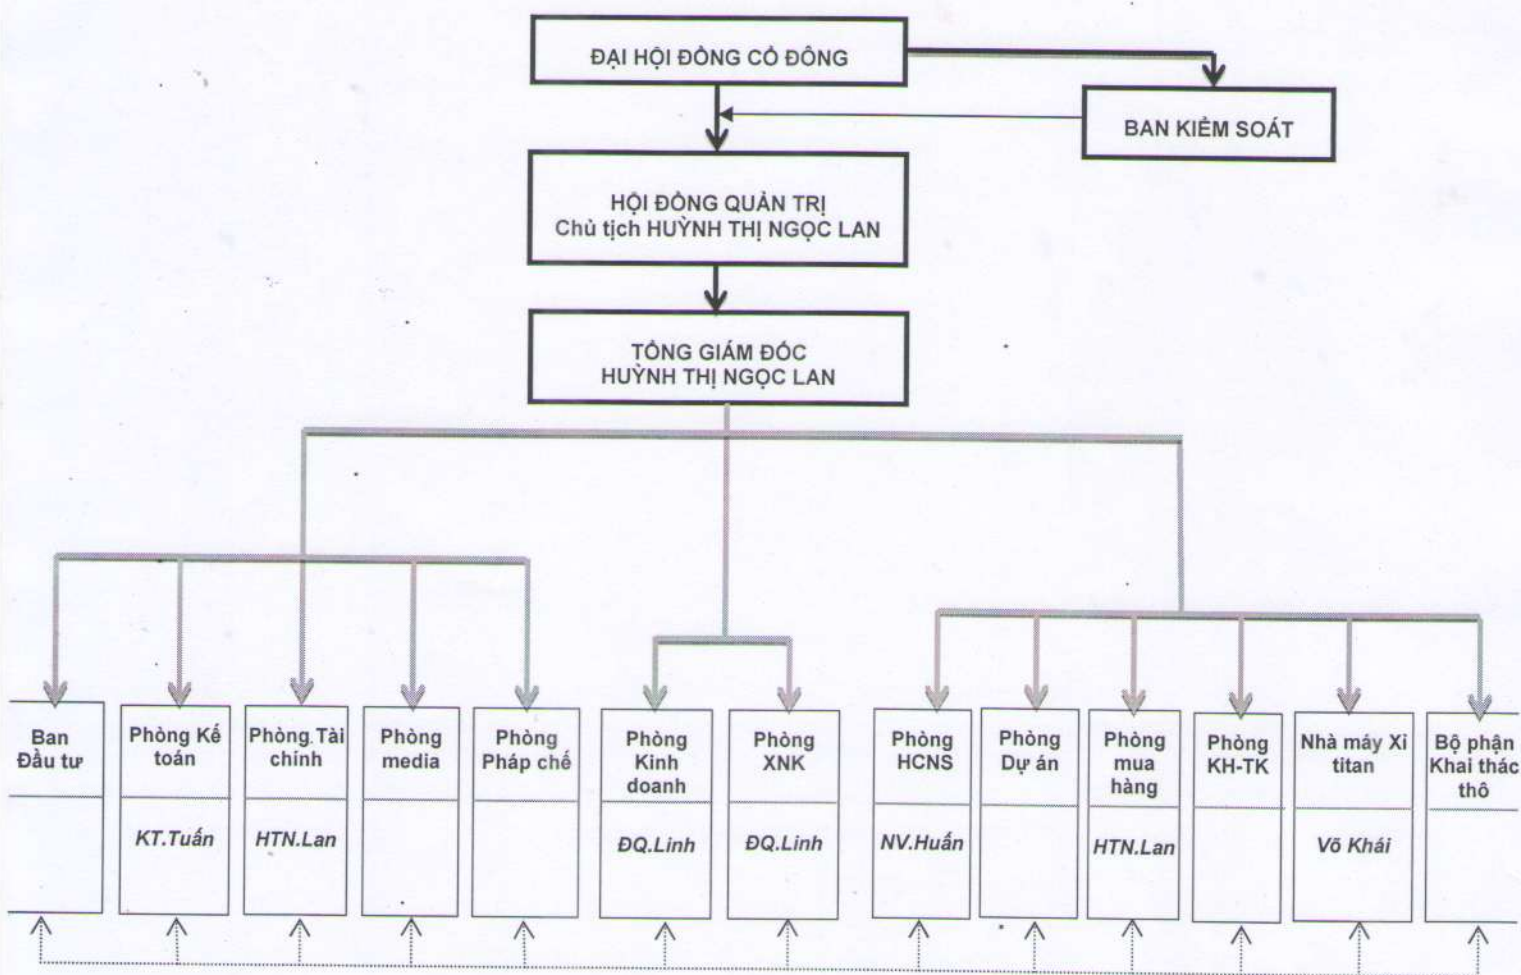 ĐẠI HỘI ĐỒNG CỔ ĐÔNG
BAN KIỂM SOÁT
HỘI ĐỒNG QUẢN TRỊ
Chủ tịch HUỲNH THỊ NGỌC LAN
TỔNG GIÁM ĐỐC
HUỲNH THỊ NGỌC LAN
Ban
Đầu tư
Phòng Kế
toán
KT.Tuấn
Phòng Tài
chính
HTN.Lan
Phòng
media
Phòng
Pháp chế
Phòng
Kinh
doanh
ĐQ.Linh
Phòng
XNK
ĐQ.Linh
Phòng
HCNS
NV.Huấn
Phòng
Dự án
Phòng
mua
hàng
HTN.Lan
Phòng
KH-TK
Nhà máy Xỉ
titan
Võ Khái
Bộ phận
Khai thác
thô